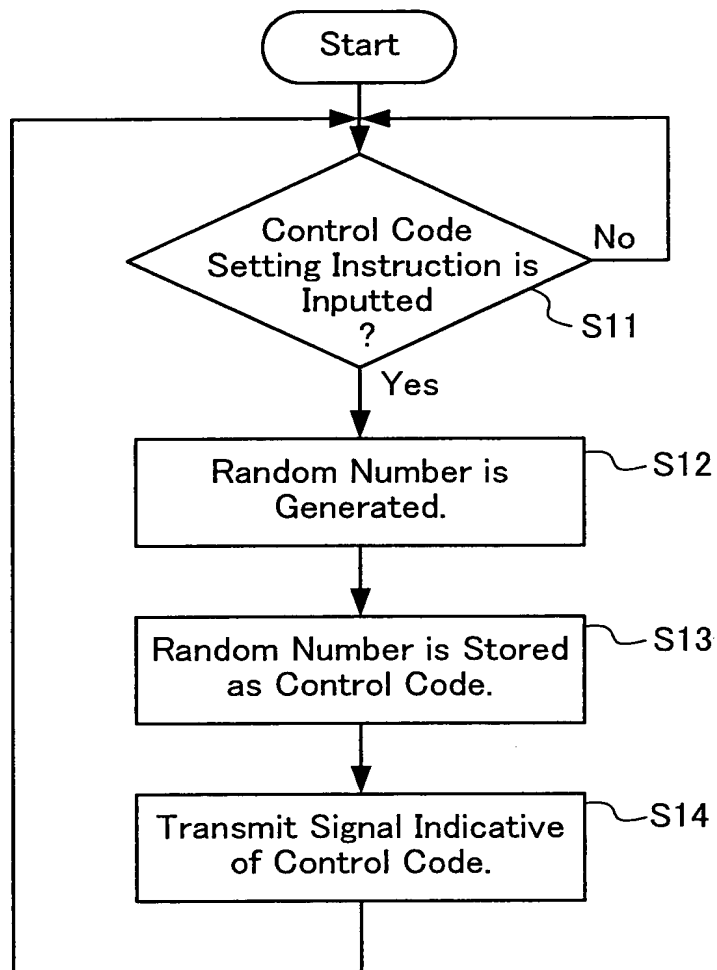 Start
Control Code
Setting Instruction is
Inputted
?
No
S11
Yes
Random Number is
Generated.
S12
Random Number is Stored
as Control Code.
S13
Transmit Signal Indicative
of Control Code.
S14